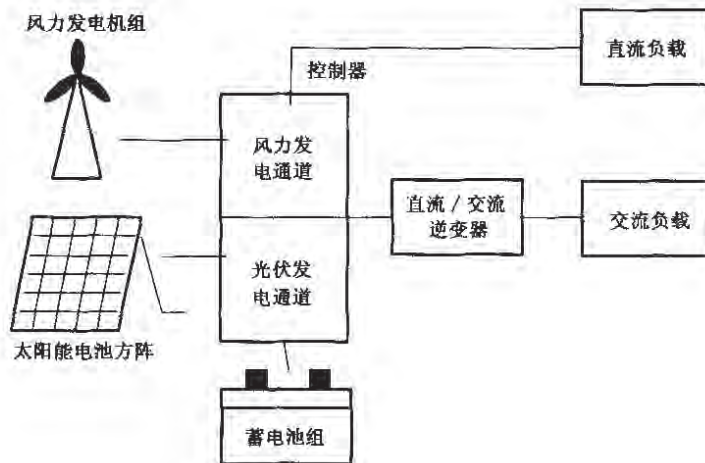 风力发电机组
直流负载
控制器
风力发
电通道
直流/交流
逆变器
交流负载
光伏发
电通道
太阳能电池方阵
蓄电池组